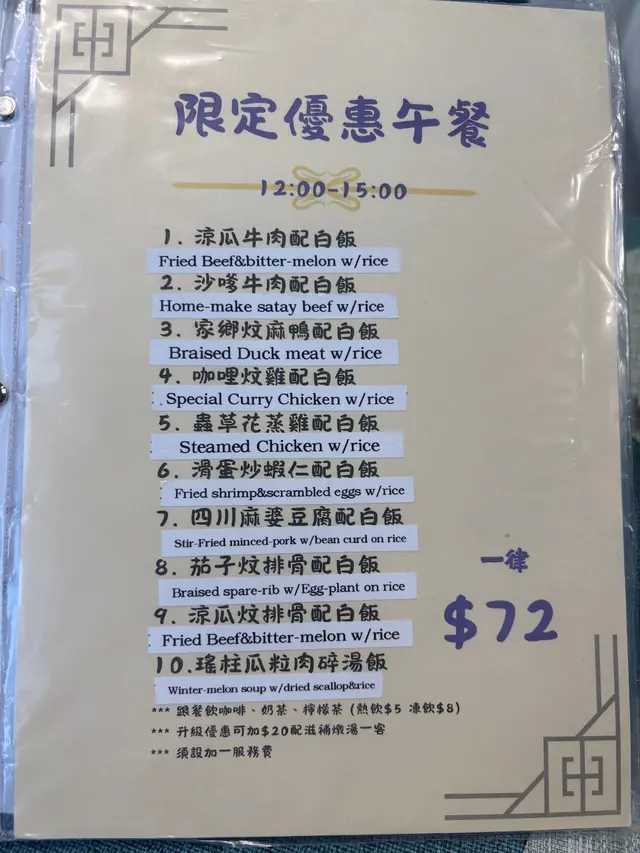 限定優惠午餐
12:00-15:00
1. 涼瓜牛肉配白飯
Fried Beef&bitter-melon w/rice
2. 沙嗲牛肉配白飯
Home-make satay beef w/rice
3. 家鄉炆麻鴨配白飯
Braised Duck meat w/rice
4. 咖哩炆雞配白飯
Special Curry Chicken w/rice
5. 蟲草花蒸雞配白飯
Steamed Chicken w/rice
6. 滑蛋炒蝦仁配白飯
Fried shrimp&scrambled eggs w/rice
7. 四川麻婆豆腐配白飯
Stir-Fried minced-pork w/bean curd on rice
8. 茄子炆排骨配白飯
Braised spare-rib w/Egg-plant on rice
9. 涼瓜炆排骨配白飯
Fried Beef&bitter-melon w/rice
10.瑤柱瓜粒肉碎湯飯
Winter-melon soup w/dried scallop&rice
一律
$72
*** 跟餐飲咖啡、奶茶、檸檬茶 (熱飲$5 凍飲$8)
*** 升級優惠可加$20配滋補燉湯一客
*** 須設加一服務費